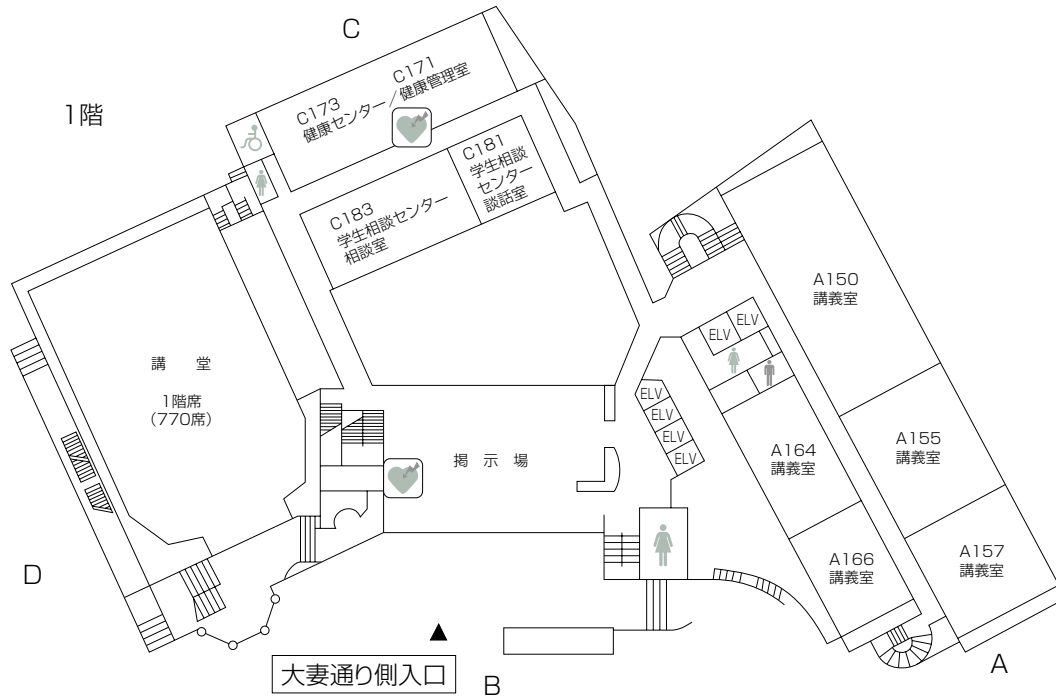 C
1階
C171
健康管理室
C173
健康センター/
C181
学生相談
センター
談話室
C183
学生相談センター
相談室
A150
講義室
ELV
ELV
講 堂
1階席
(770席)
ELV
ELV
ELV
ELV
掲 示 場
A164
講義室
A155
講義室
A166
講義室
A157
講義室
D
A
大妻通り側入口
B